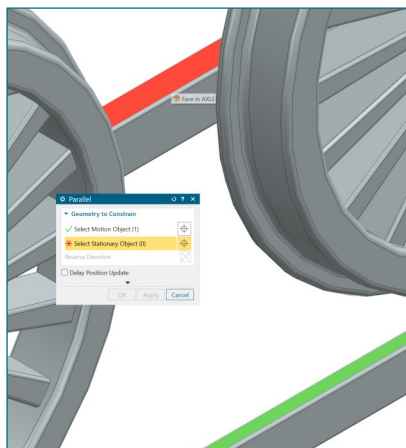 Face in AXLE
Parallel
Geometry to Constrain
Select Motion Object (1)
* Select Stationary Object (0)
Reverse Direction
Delay Position Update
OK Apply Cancel